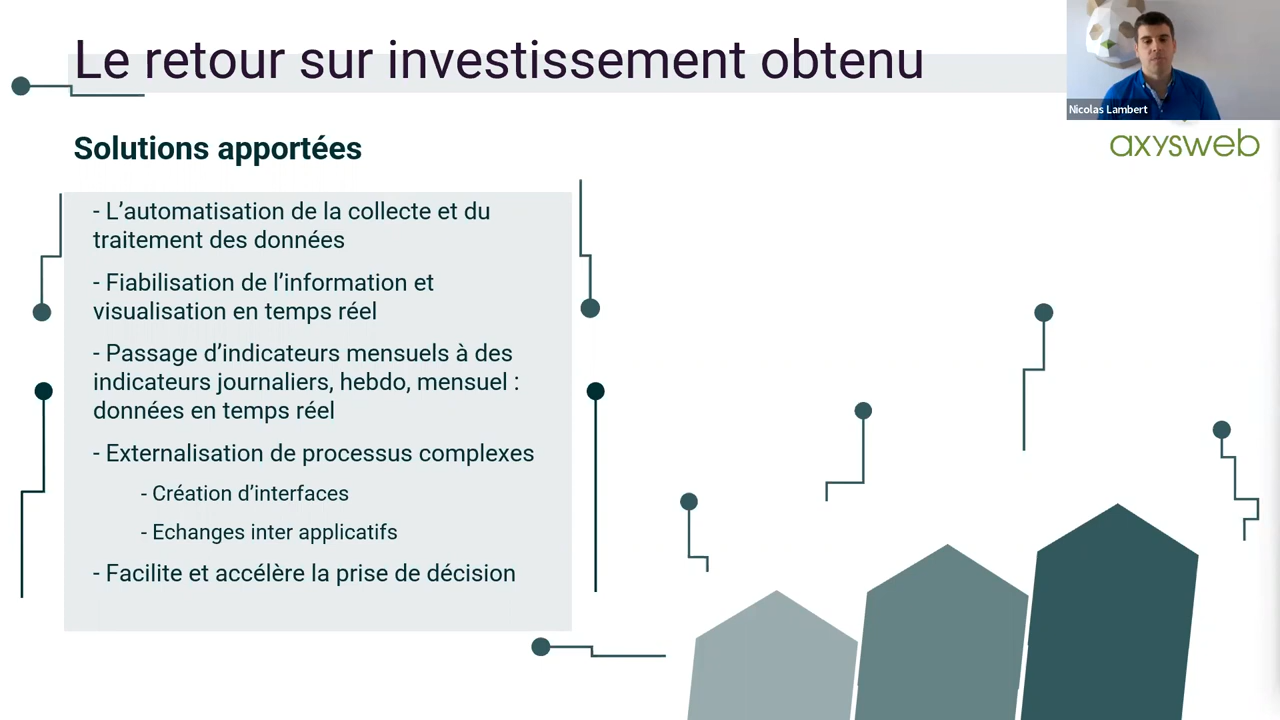 Le retour sur investissement obtenu
Nicolas Lambert
axysweb
Solutions apportées
- L’automatisation de la collecte et du
traitement des données
- Fiabilisation de l’information et
visualisation en temps réel
- Passage d’indicateurs mensuels à des
indicateurs journaliers, hebdo, mensuel :
données en temps réel
- Externalisation de processus complexes
- Création d’interfaces
- Echanges inter applicatifs
- Facilite et accélère la prise de décision